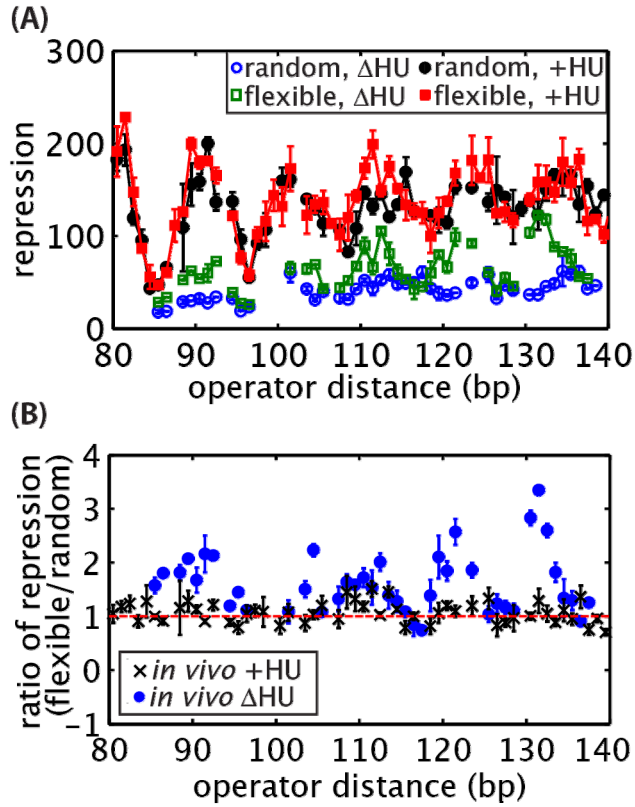 (A)
300
200
100
0
repression
random, ΔHU
random, +HU
flexible, ΔHU
flexible, +HU
80 90 100 110 120 130 140
operator distance (bp)
(B)
4
3
2
1
0
-1
ratio of repression
(flexible/random)
in vivo +HU
in vivo ΔHU
80 90 100 110 120 130 140
operator distance (bp)